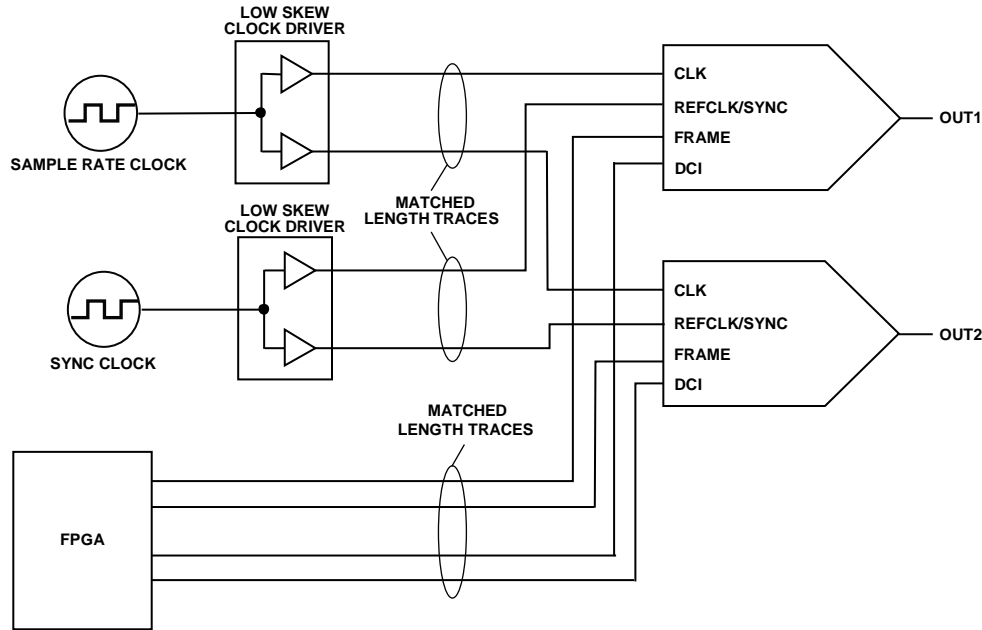 LOW SKEW
CLOCK DRIVER
SAMPLE RATE CLOCK
CLK
REFCLK/SYNC
FRAME
DCI
OUT1
MATCHED
LENGTH TRACES
LOW SKEW
CLOCK DRIVER
SYNC CLOCK
CLK
REFCLK/SYNC
FRAME
DCI
OUT2
MATCHED
LENGTH TRACES
FPGA